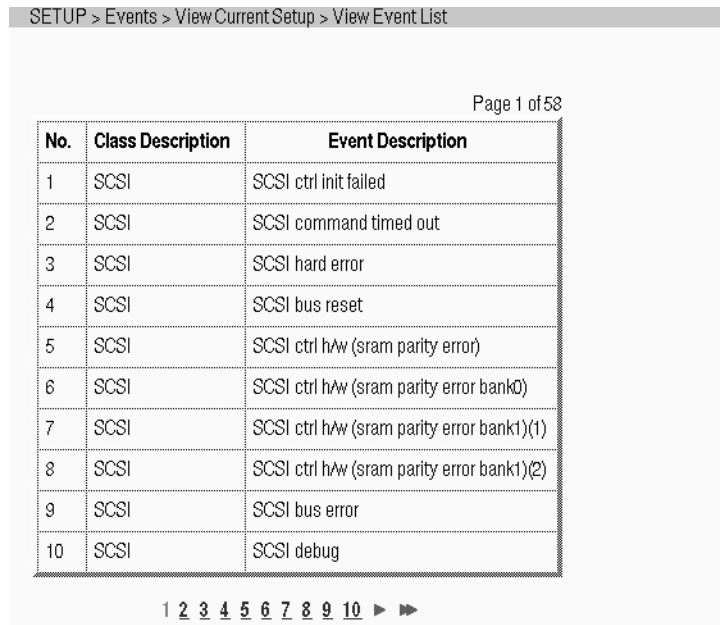 SETUP > Events > View Current Setup > View Event List
Page 1 of 58
No. Class Description Event Description
1 SCSI SCSI ctrl init failed
2 SCSI SCSI command timed out
3 SCSI SCSI hard error
4 SCSI SCSI bus reset
5 SCSI SCSI ctrl h/w (sram parity error)
6 SCSI SCSI ctrl h/w (sram parity error bank0)
7 SCSI SCSI ctrl h/w (sram parity error bank1)(1)
8 SCSI SCSI ctrl h/w (sram parity error bank1)(2)
9 SCSI SCSI bus error
10 SCSI SCSI debug
1 2 3 4 5 6 7 8 9 10